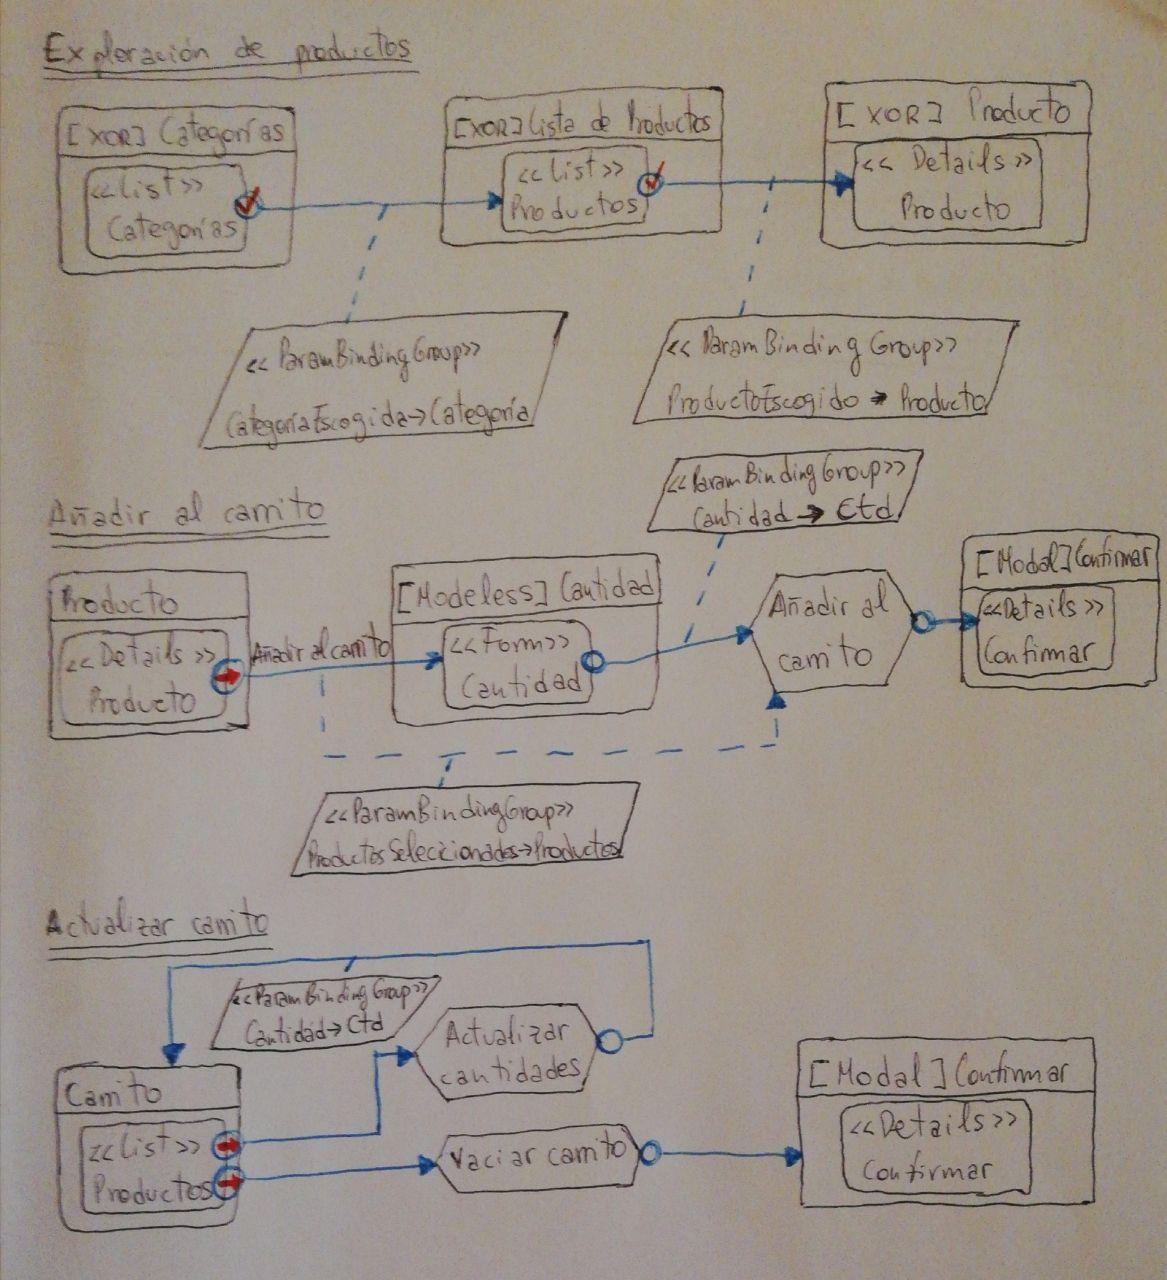 Exploración de productos
[XOR] Categorías
<<List>>
Categorías
[XOR] Lista de Productos
<<List>>
Productos
[XOR] Producto
<<Details>>
Producto
<<ParamBindingGroup>>
CategoríaEscogida→Categoría
<<ParamBindingGroup>>
ProductoEscogido→Producto
Añadir al carrito
<<ParamBindingGroup>>
Cantidad→Ctd
Producto
<<Details>>
Producto
Añadir al carrito
[Modeless] Cantidad
<<Form>>
Cantidad
Añadir al
carrito
[Modal] Confirmar
<<Details>>
Confirmar
<<ParamBindingGroup>>
ProductosSeleccionados→Productos
Actualizar carrito
<<ParamBindingGroup>>
Cantidad→Ctd
Actualizar
cantidades
Carrito
<<List>>
Productos
Vaciar carrito
[Modal] Confirmar
<<Details>>
Confirmar